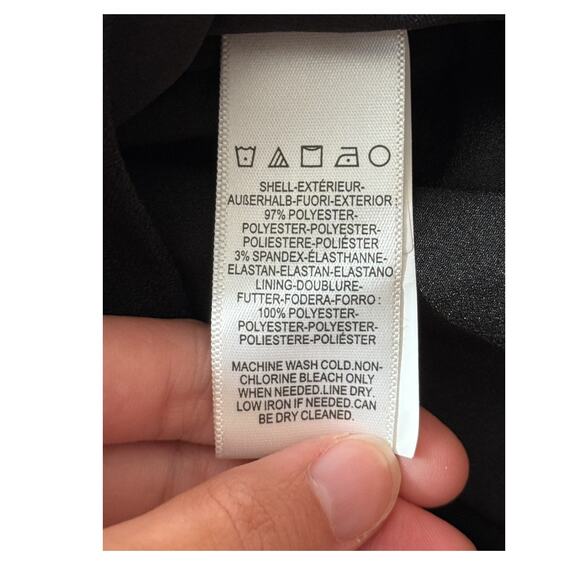 SHELL-EXTÉRIEUR-
AUßERHALB-FUORI-EXTERIOR :
97% POLYESTER-
POLYESTER-POLYESTER-
POLIESTERE-POLIÉSTER
3% SPANDEX-ÉLASTHANNE-
ELASTAN-ELASTAN-ELASTANO
LINING-DOUBLURE-
FUTTER-FODERA-FORRO :
100% POLYESTER-
POLYESTER-POLYESTER-
POLIESTERE-POLIÉSTER
MACHINE WASH COLD.NON-
CHLORINE BLEACH ONLY
WHEN NEEDED.LINE DRY.
LOW IRON IF NEEDED.CAN
BE DRY CLEANED.